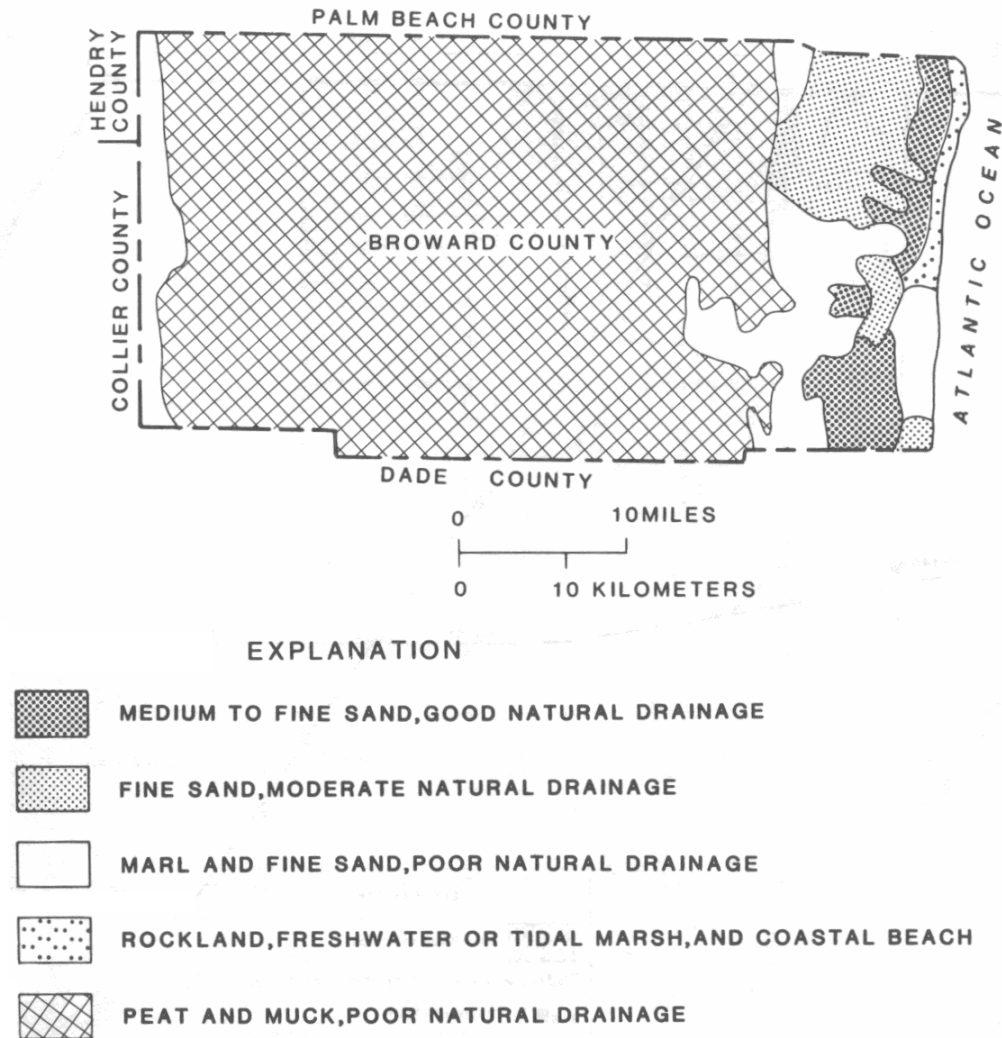 PALM BEACH COUNTY
HENDRY
COUNTY
COLLIER COUNTY
BROWARD COUNTY
ATLANTIC OCEAN
DADE COUNTY
0 10 MILES
0 10 KILOMETERS
EXPLANATION
MEDIUM TO FINE SAND, GOOD NATURAL DRAINAGE
FINE SAND, MODERATE NATURAL DRAINAGE
MARL AND FINE SAND, POOR NATURAL DRAINAGE
ROCKLAND, FRESHWATER OR TIDAL MARSH, AND COASTAL BEACH
PEAT AND MUCK, POOR NATURAL DRAINAGE